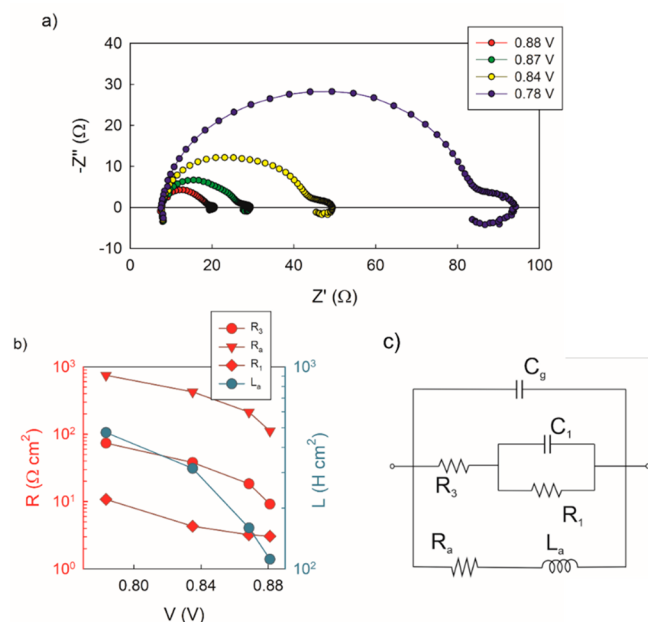 a)
40
30
20
10
0
-10
-Z" (Ω)
0.88 V
0.87 V
0.84 V
0.78 V
0
20
40
60
80
100
Z' (Ω)
b)
R₃
Rₐ
R₁
Lₐ
10³
10²
10¹
10⁰
R (Ω cm²)
10³
10²
L (H cm²)
0.80
0.84
0.88
V (V)
c)
C_g
C₁
R₃
R₁
Rₐ
Lₐ